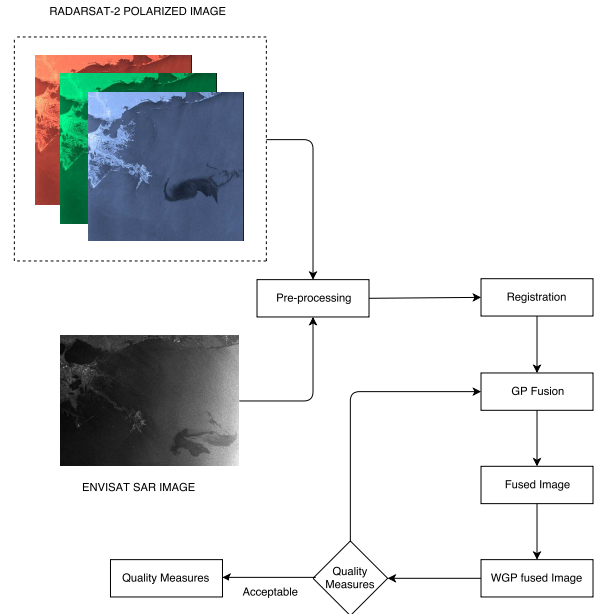 RADARSAT-2 POLARIZED IMAGE
Pre-processing
Registration
GP Fusion
ENVISAT SAR IMAGE
Fused Image
Quality Measures
Acceptable
Quality
Measures
WGP fused Image